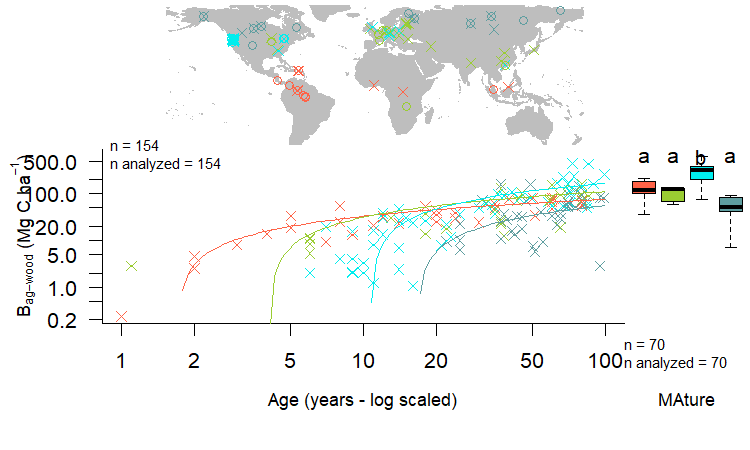 n = 154
n analyzed = 154
a a b a
B ag−wood (Mg C ha −1)
500.0
100.0
20.0
5.0
1.0
0.2
1 2 5 10 20 50 100
n = 70
n analyzed = 70
Age (years - log scaled)
MAture